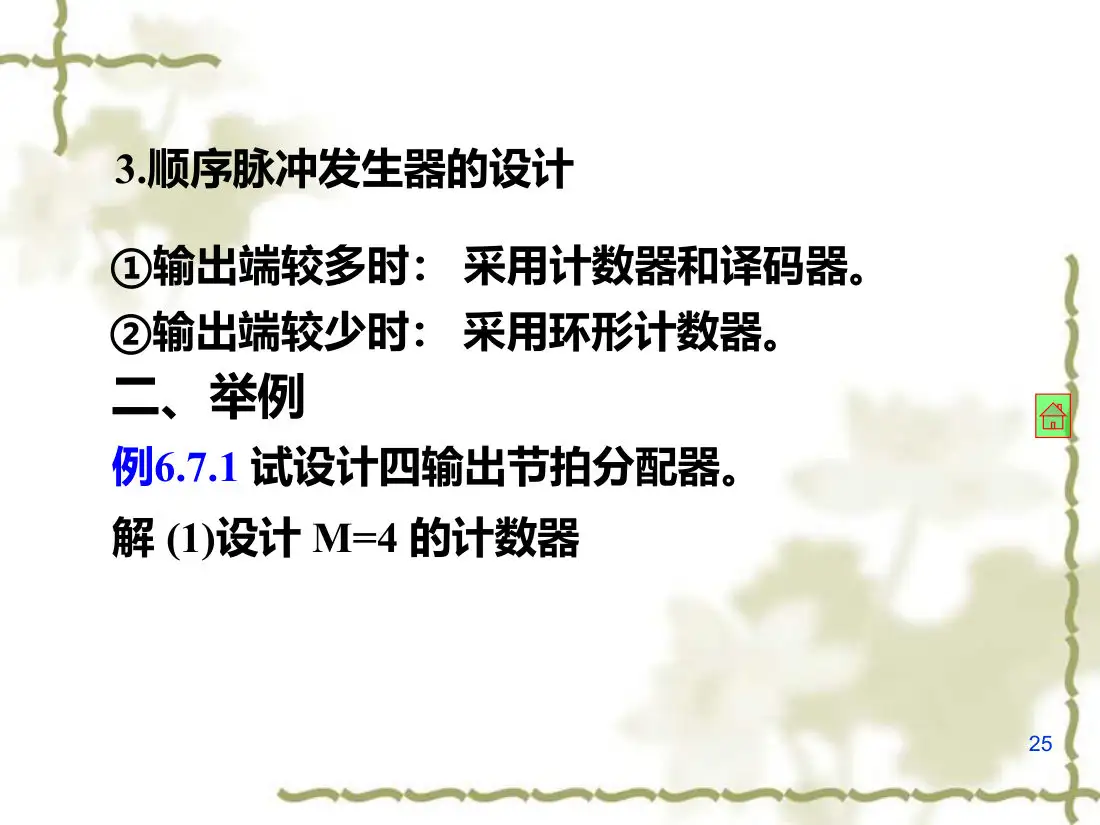 3.顺序脉冲发生器的设计
①输出端较多时： 采用计数器和译码器。
②输出端较少时： 采用环形计数器。
二、举例
例6.7.1 试设计四输出节拍分配器。
解 (1)设计 M=4 的计数器
25